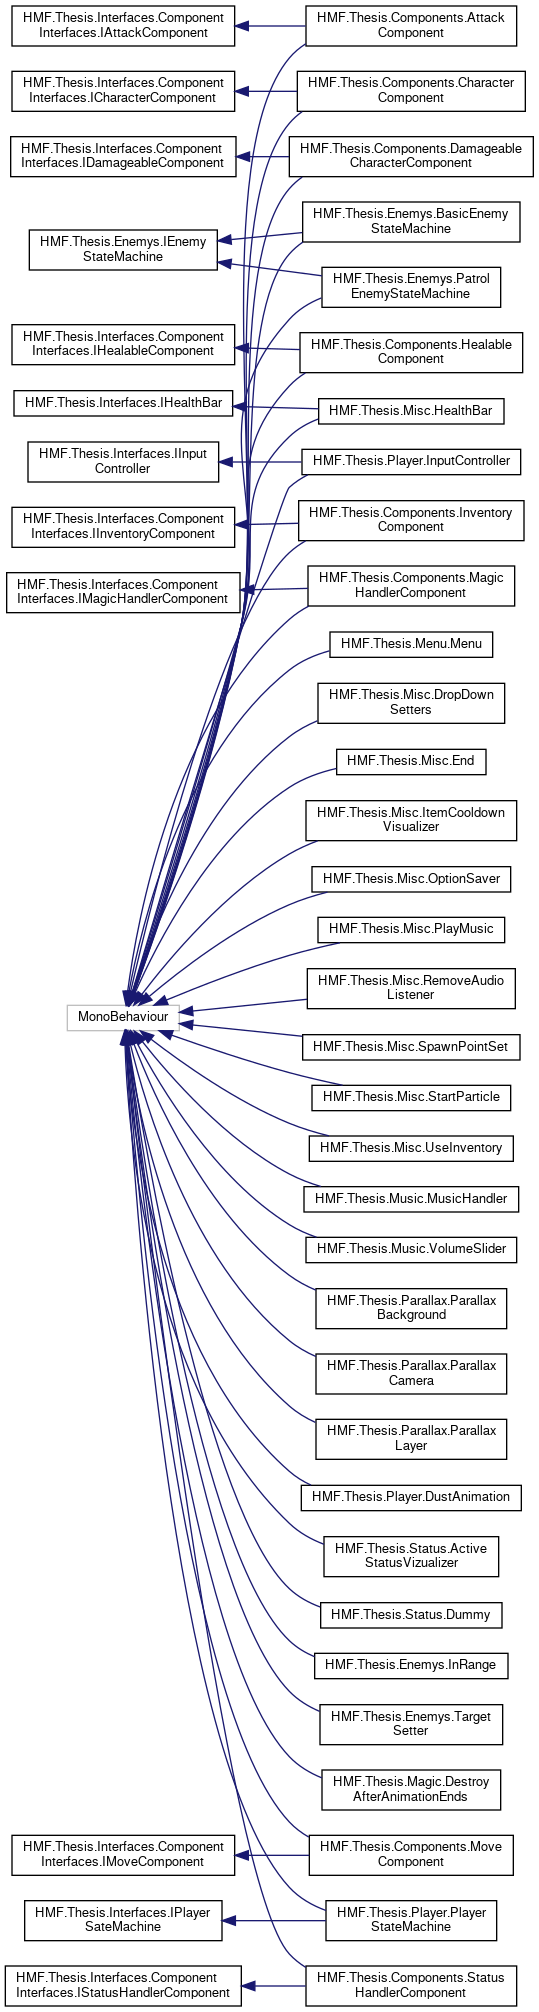 HMF.Thesis.Interfaces.Component
Interfaces.IAttackComponent
HMF.Thesis.Components.Attack
Component
HMF.Thesis.Interfaces.Component
Interfaces.ICharacterComponent
HMF.Thesis.Components.Character
Component
HMF.Thesis.Interfaces.Component
Interfaces.IDamageableComponent
HMF.Thesis.Components.Damageable
CharacterComponent
HMF.Thesis.Enemys.IEnemy
StateMachine
HMF.Thesis.Enemys.BasicEnemy
StateMachine
HMF.Thesis.Enemys.Patrol
EnemyStateMachine
HMF.Thesis.Interfaces.Component
Interfaces.IHealableComponent
HMF.Thesis.Components.Healable
Component
HMF.Thesis.Interfaces.IHealthBar
HMF.Thesis.Misc.HealthBar
HMF.Thesis.Interfaces.IInput
Controller
HMF.Thesis.Player.InputController
HMF.Thesis.Interfaces.Component
Interfaces.IInventoryComponent
HMF.Thesis.Components.Inventory
Component
HMF.Thesis.Interfaces.Component
Interfaces.IMagicHandlerComponent
HMF.Thesis.Components.Magic
HandlerComponent
HMF.Thesis.Menu.Menu
HMF.Thesis.Misc.DropDown
Setters
HMF.Thesis.Misc.End
HMF.Thesis.Misc.ItemCooldown
Visualizer
HMF.Thesis.Misc.OptionSaver
HMF.Thesis.Misc.PlayMusic
HMF.Thesis.Misc.RemoveAudio
Listener
MonoBehaviour
HMF.Thesis.Misc.SpawnPointSet
HMF.Thesis.Misc.StartParticle
HMF.Thesis.Misc.UseInventory
HMF.Thesis.Music.MusicHandler
HMF.Thesis.Music.VolumeSlider
HMF.Thesis.Parallax.Parallax
Background
HMF.Thesis.Parallax.Parallax
Camera
HMF.Thesis.Parallax.Parallax
Layer
HMF.Thesis.Player.DustAnimation
HMF.Thesis.Status.Active
StatusVizualizer
HMF.Thesis.Status.Dummy
HMF.Thesis.Enemys.InRange
HMF.Thesis.Enemys.Target
Setter
HMF.Thesis.Magic.Destroy
AfterAnimationEnds
HMF.Thesis.Interfaces.Component
Interfaces.IMoveComponent
HMF.Thesis.Components.Move
Component
HMF.Thesis.Interfaces.IPlayer
SateMachine
HMF.Thesis.Player.Player
StateMachine
HMF.Thesis.Interfaces.Component
Interfaces.IStatusHandlerComponent
HMF.Thesis.Components.Status
HandlerComponent